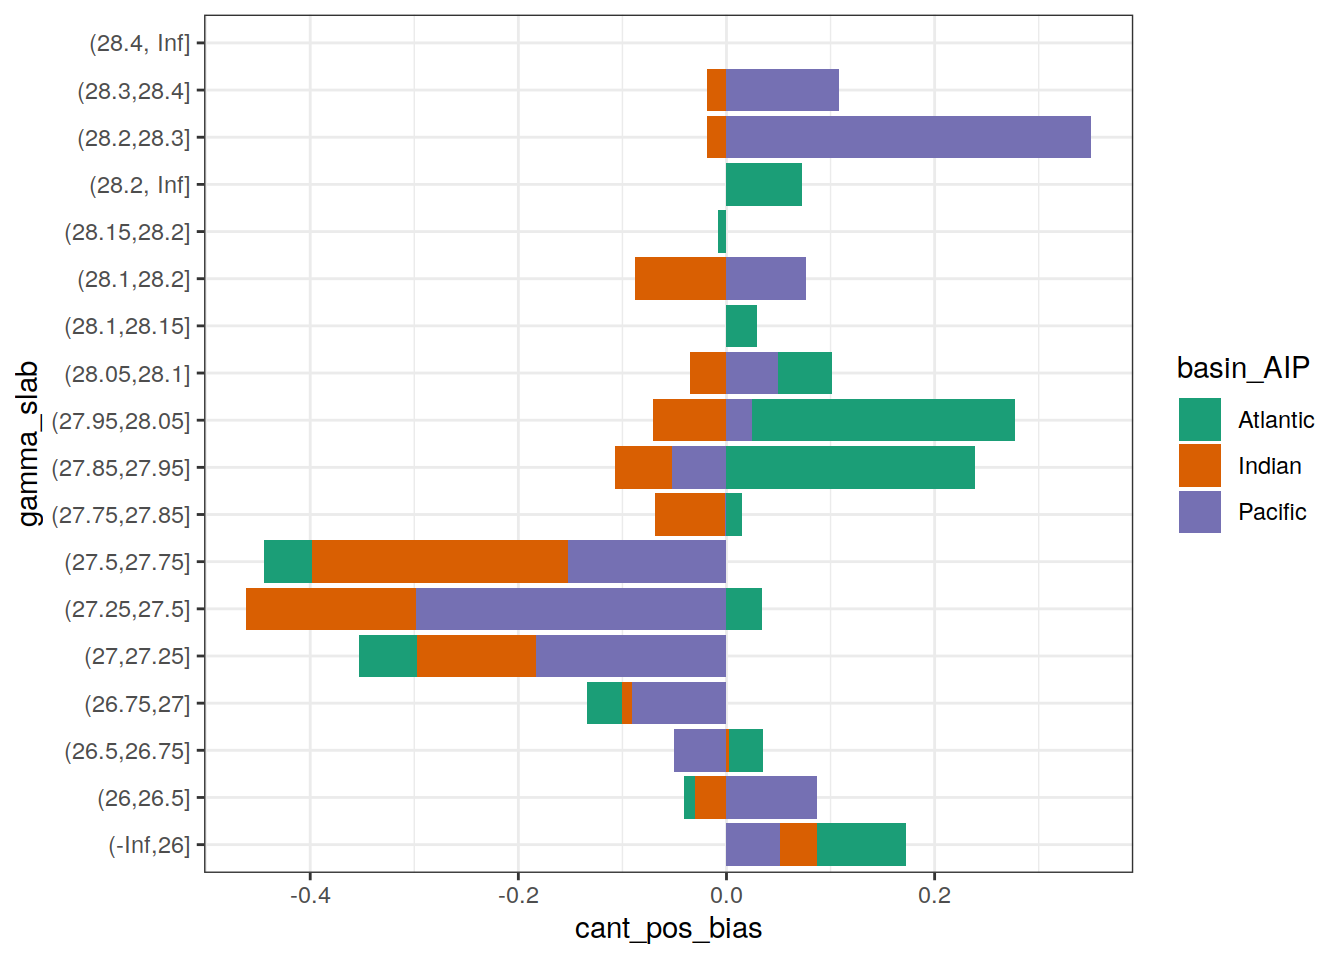 (28.4, Inf]
(28.3,28.4]
(28.2,28.3]
(28.2, Inf]
(28.15,28.2]
(28.1,28.2]
(28.1,28.15]
(28.05,28.1]
(27.95,28.05]
(27.85,27.95]
(27.75,27.85]
(27.5,27.75]
(27.25,27.5]
(27,27.25]
(26.75,27]
(26.5,26.75]
(26,26.5]
(-Inf,26]
gamma_slab
-0.4 -0.2 0.0 0.2
cant_pos_bias
basin_AIP
Atlantic
Indian
Pacific